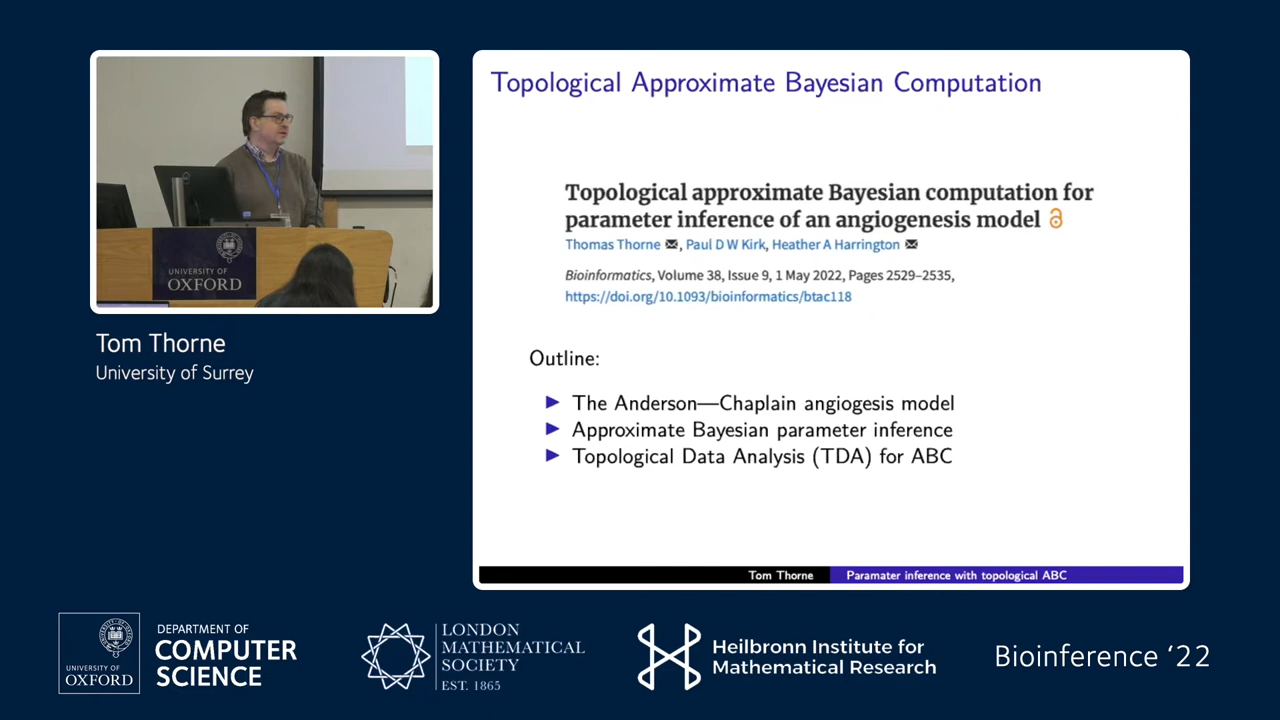 Topological Approximate Bayesian Computation
Topological approximate Bayesian computation for
parameter inference of an angiogenesis model
Thomas Thorne , Paul D W Kirk, Heather A Harrington
Bioinformatics, Volume 38, Issue 9, 1 May 2022, Pages 2529–2535,
https://doi.org/10.1093/bioinformatics/btac118
Outline:
The Anderson—Chaplain angiogesis model
Approximate Bayesian parameter inference
Topological Data Analysis (TDA) for ABC
Tom Thorne
Paramater inference with topological ABC
UNIVERSITY OF
OXFORD
Tom Thorne
University of Surrey
UNIVERSITY OF
OXFORD
DEPARTMENT OF
COMPUTER
SCIENCE
LONDON
MATHEMATICAL
SOCIETY
EST. 1865
Heilbronn Institute for
Mathematical Research
Bioinference ‘22